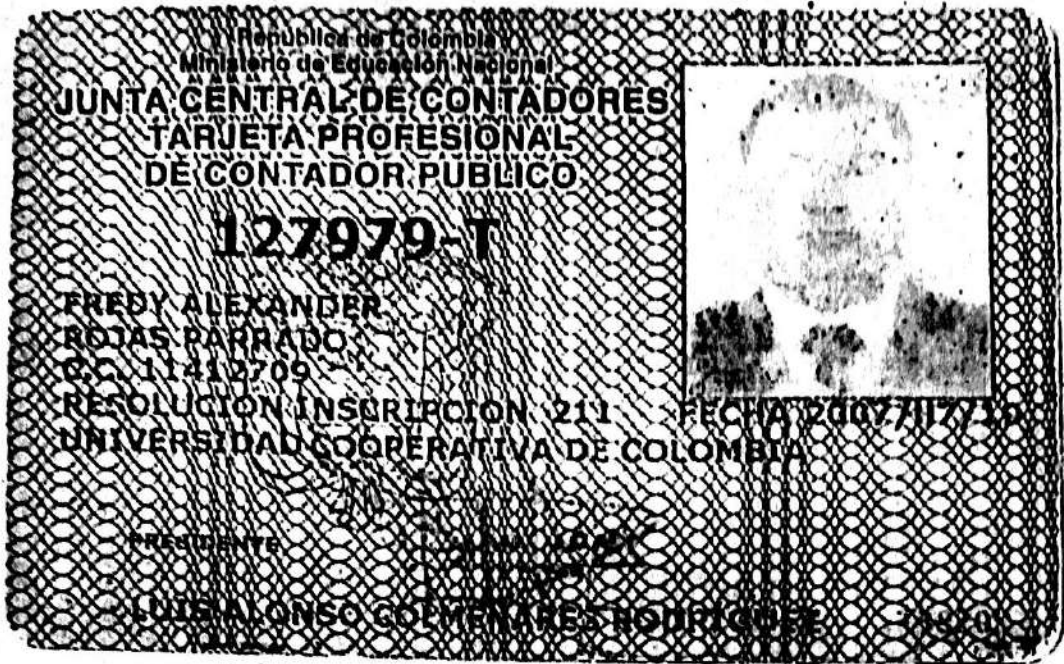 República de Colombia
Ministerio de Educación Nacional
JUNTA CENTRAL DE CONTADORES
TARJETA PROFESIONAL
DE CONTADOR PUBLICO
127979-T
FREDY ALEXANDER
ROJAS PARRADO
C.C. 11412709
RESOLUCION INSCRIPCION 211 FECHA
UNIVERSIDAD COOPERATIVA DE COLOMBIA
PRESIDENTE
LUIS ALONSO COLMENARES RODRIGUEZ